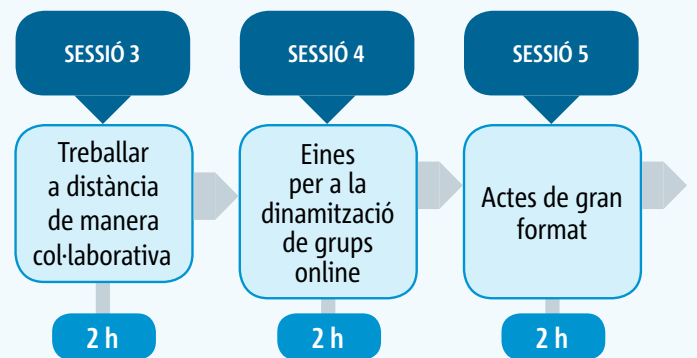 SESSIÓ 3
SESSIÓ 4
SESSIÓ 5
Treballar
a distància
de manera
col·laborativa
Eines
per a la
dinamització
de grups
online
Actes de gran
format
2 h
2 h
2 h